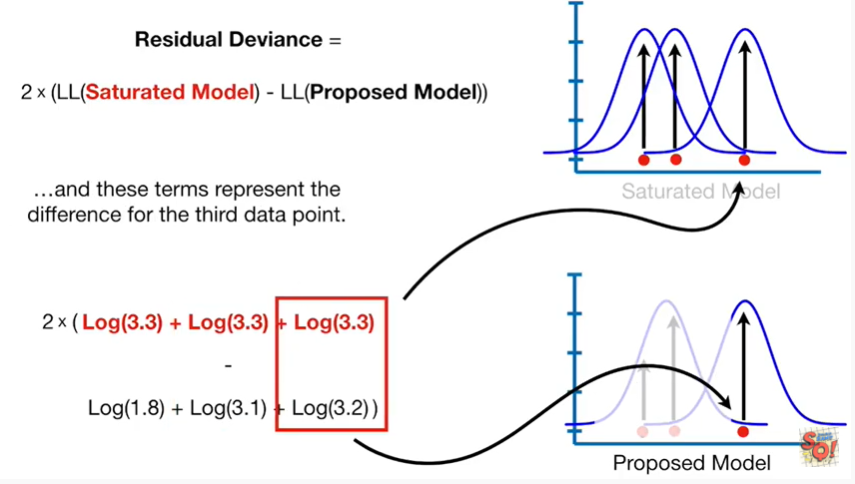 Residual Deviance =
2 × (LL(Saturated Model) - LL(Proposed Model))
…and these terms represent the
difference for the third data point.
2 × ( Log(3.3) + Log(3.3) + Log(3.3)
-
Log(1.8) + Log(3.1) + Log(3.2) )
Saturated Model
Proposed Model
SQ!